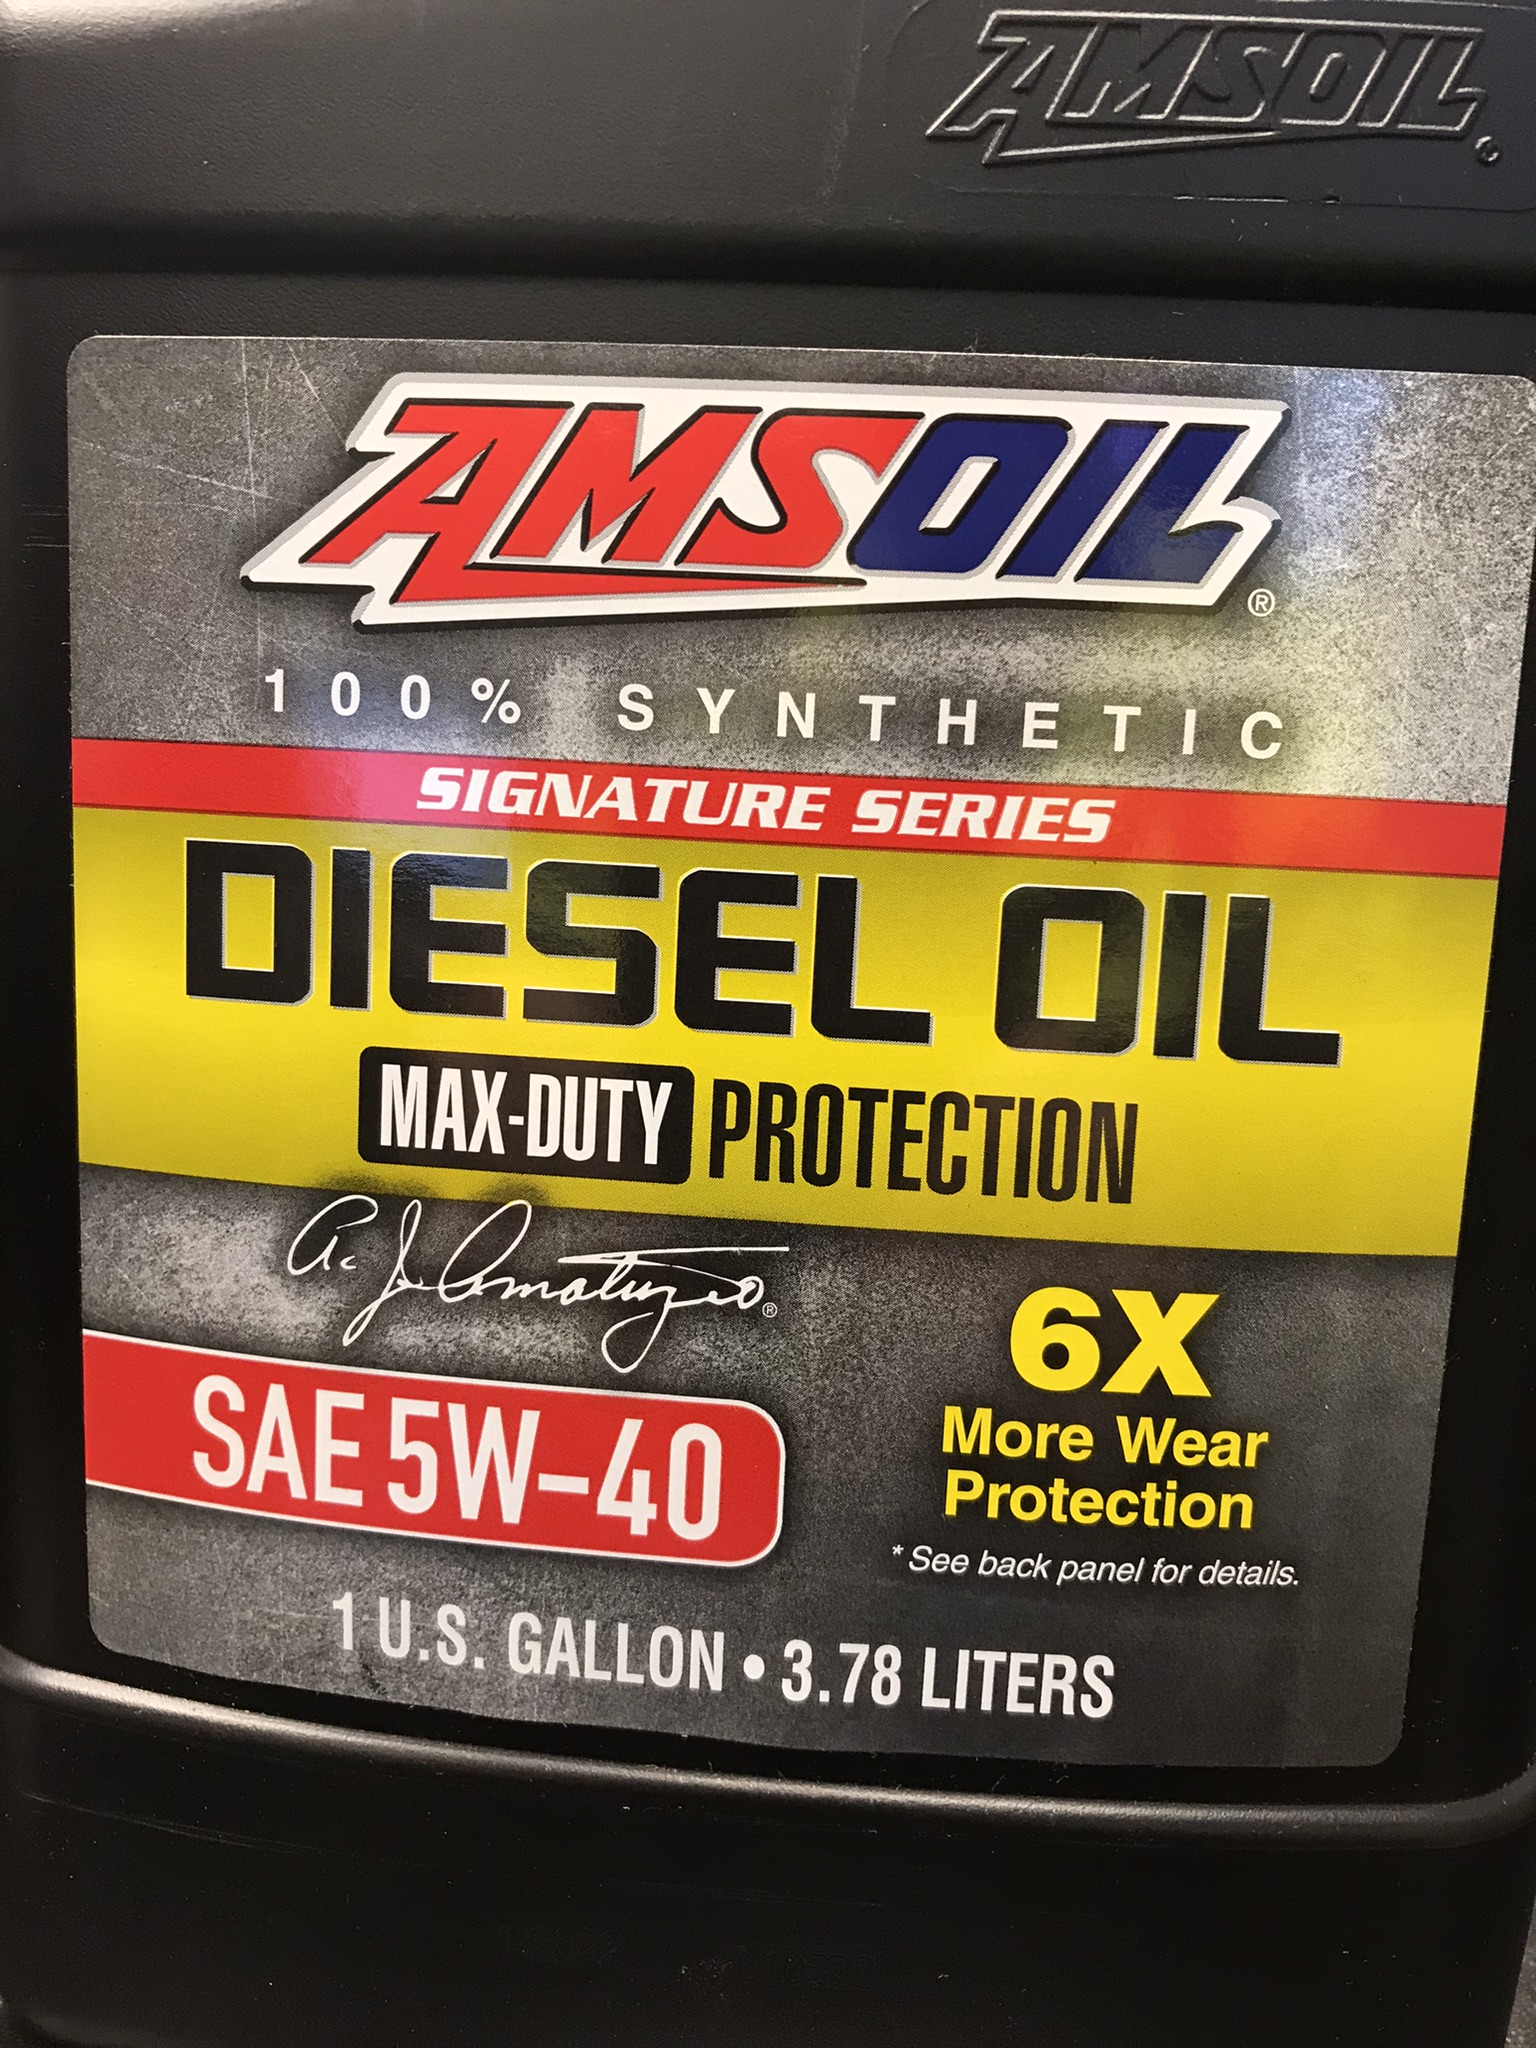 AMSOIL®
AMSOIL®
100% SYNTHETIC
SIGNATURE SERIES
DIESEL OIL
MAX-DUTY PROTECTION
A. J. Amatuzio®
SAE 5W-40
6X
More Wear
Protection
* See back panel for details.
1 U.S. GALLON • 3.78 LITERS